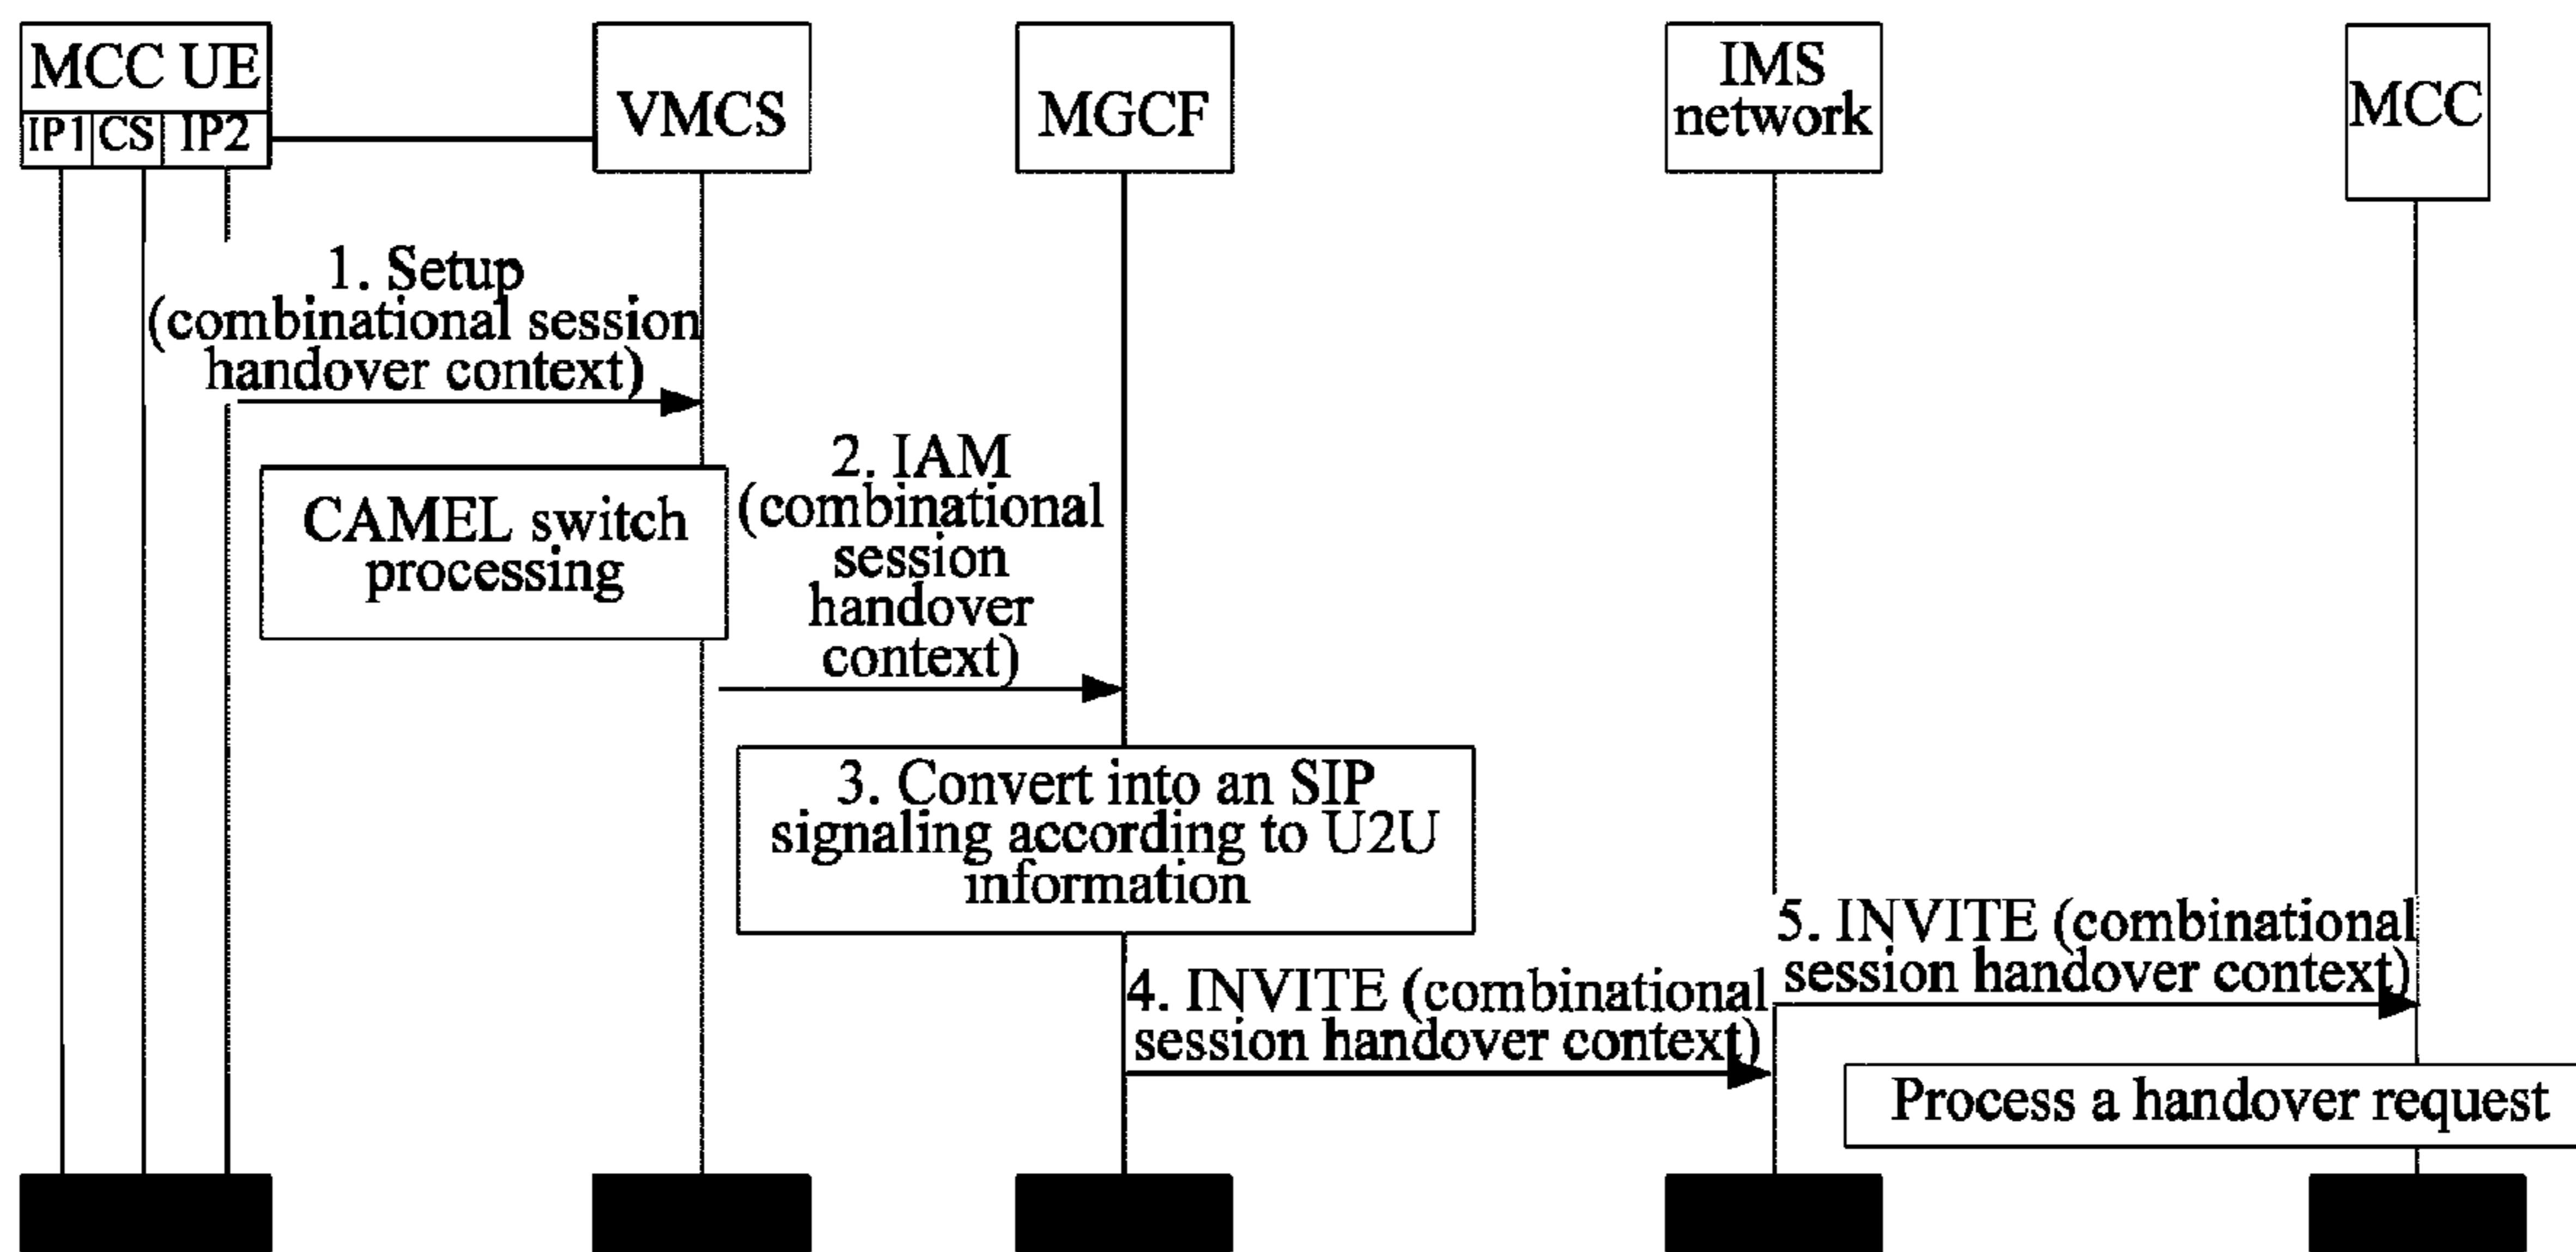 MCC UE
IP1 CS IP2
VMCS
MGCF
IMS
network
MCC
1. Setup
(combinational session
handover context)
CAMEL switch
processing
2. IAM
(combinational
session
handover
context)
3. Convert into an SIP
signaling according to U2U
information
4. INVITE (combinational
session handover context)
5. INVITE (combinational
session handover context)
Process a handover request